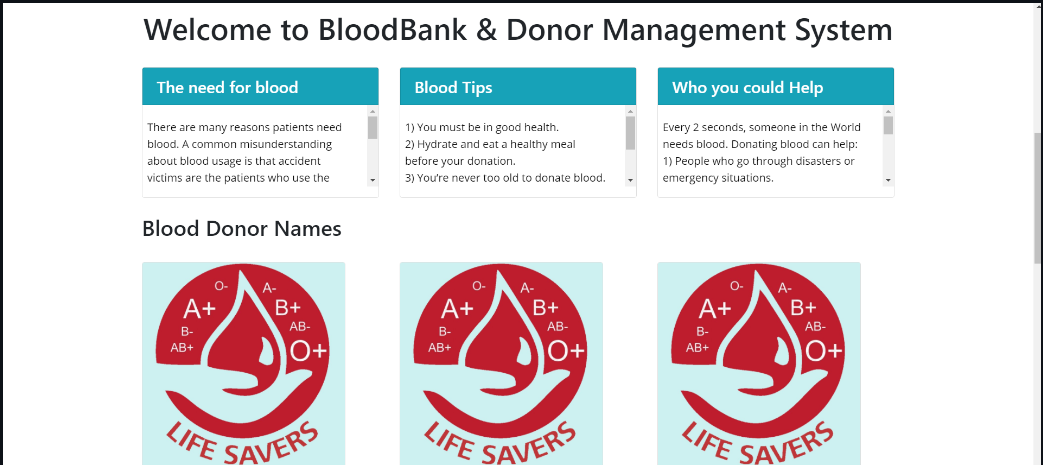 Welcome to BloodBank & Donor Management System
The need for blood
There are many reasons patients need
blood. A common misunderstanding
about blood usage is that accident
victims are the patients who use the
Blood Tips
1) You must be in good health.
2) Hydrate and eat a healthy meal
before your donation.
3) You’re never too old to donate blood.
Who you could Help
Every 2 seconds, someone in the World
needs blood. Donating blood can help:
1) People who go through disasters or
emergency situations.
Blood Donor Names
O- A-
A+ B+
B- AB-
AB+ O+
LIFE SAVERS
O- A-
A+ B+
B- AB-
AB+ O+
LIFE SAVERS
O- A-
A+ B+
B- AB-
AB+ O+
LIFE SAVERS